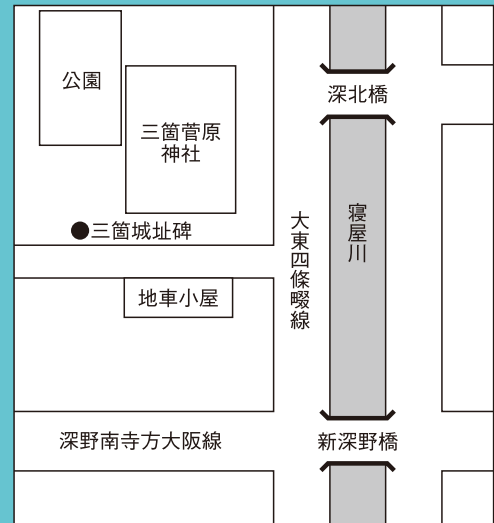 公園
三箇菅原
神社
深北橋
●三箇城址碑
大東四條畷線
寝屋川
地車小屋
深野南寺方大阪線
新深野橋